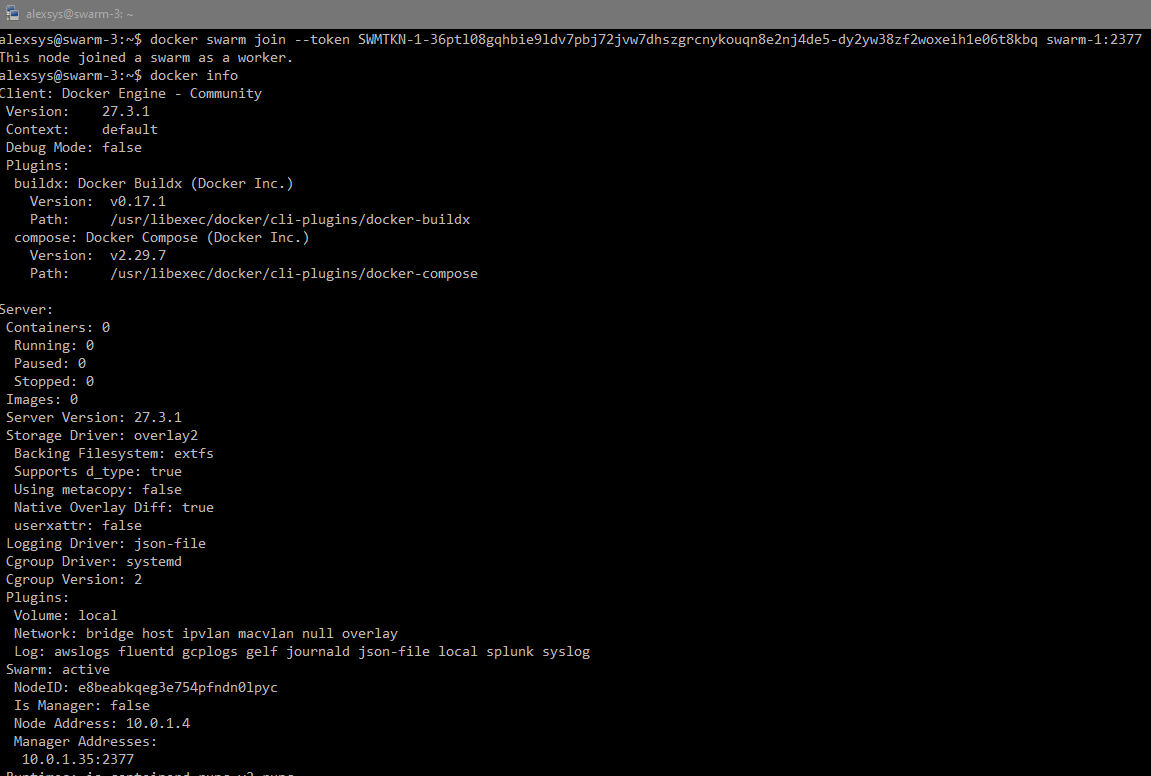 alexsys@swarm-3: ~
alexsys@swarm-3:~$ docker swarm join --token SWMTKN-1-36ptl08gqhbie9ldv7pbj72jvw7dhszgrcnykouqn8e2nj4de5-dy2yw38zf2woxeih1e06t8kbq swarm-1:2377
This node joined a swarm as a worker.
alexsys@swarm-3:~$ docker info
Client: Docker Engine - Community
 Version:    27.3.1
 Context:    default
 Debug Mode: false
 Plugins:
  buildx: Docker Buildx (Docker Inc.)
    Version:  v0.17.1
    Path:     /usr/libexec/docker/cli-plugins/docker-buildx
  compose: Docker Compose (Docker Inc.)
    Version:  v2.29.7
    Path:     /usr/libexec/docker/cli-plugins/docker-compose

Server:
 Containers: 0
  Running: 0
  Paused: 0
  Stopped: 0
 Images: 0
 Server Version: 27.3.1
 Storage Driver: overlay2
  Backing Filesystem: extfs
  Supports d_type: true
  Using metacopy: false
  Native Overlay Diff: true
  userxattr: false
 Logging Driver: json-file
 Cgroup Driver: systemd
 Cgroup Version: 2
 Plugins:
  Volume: local
  Network: bridge host ipvlan macvlan null overlay
  Log: awslogs fluentd gcplogs gelf journald json-file local splunk syslog
 Swarm: active
  NodeID: e8beabkqeg3e754pfndn0lpyc
  Is Manager: false
  Node Address: 10.0.1.4
  Manager Addresses:
   10.0.1.35:2377